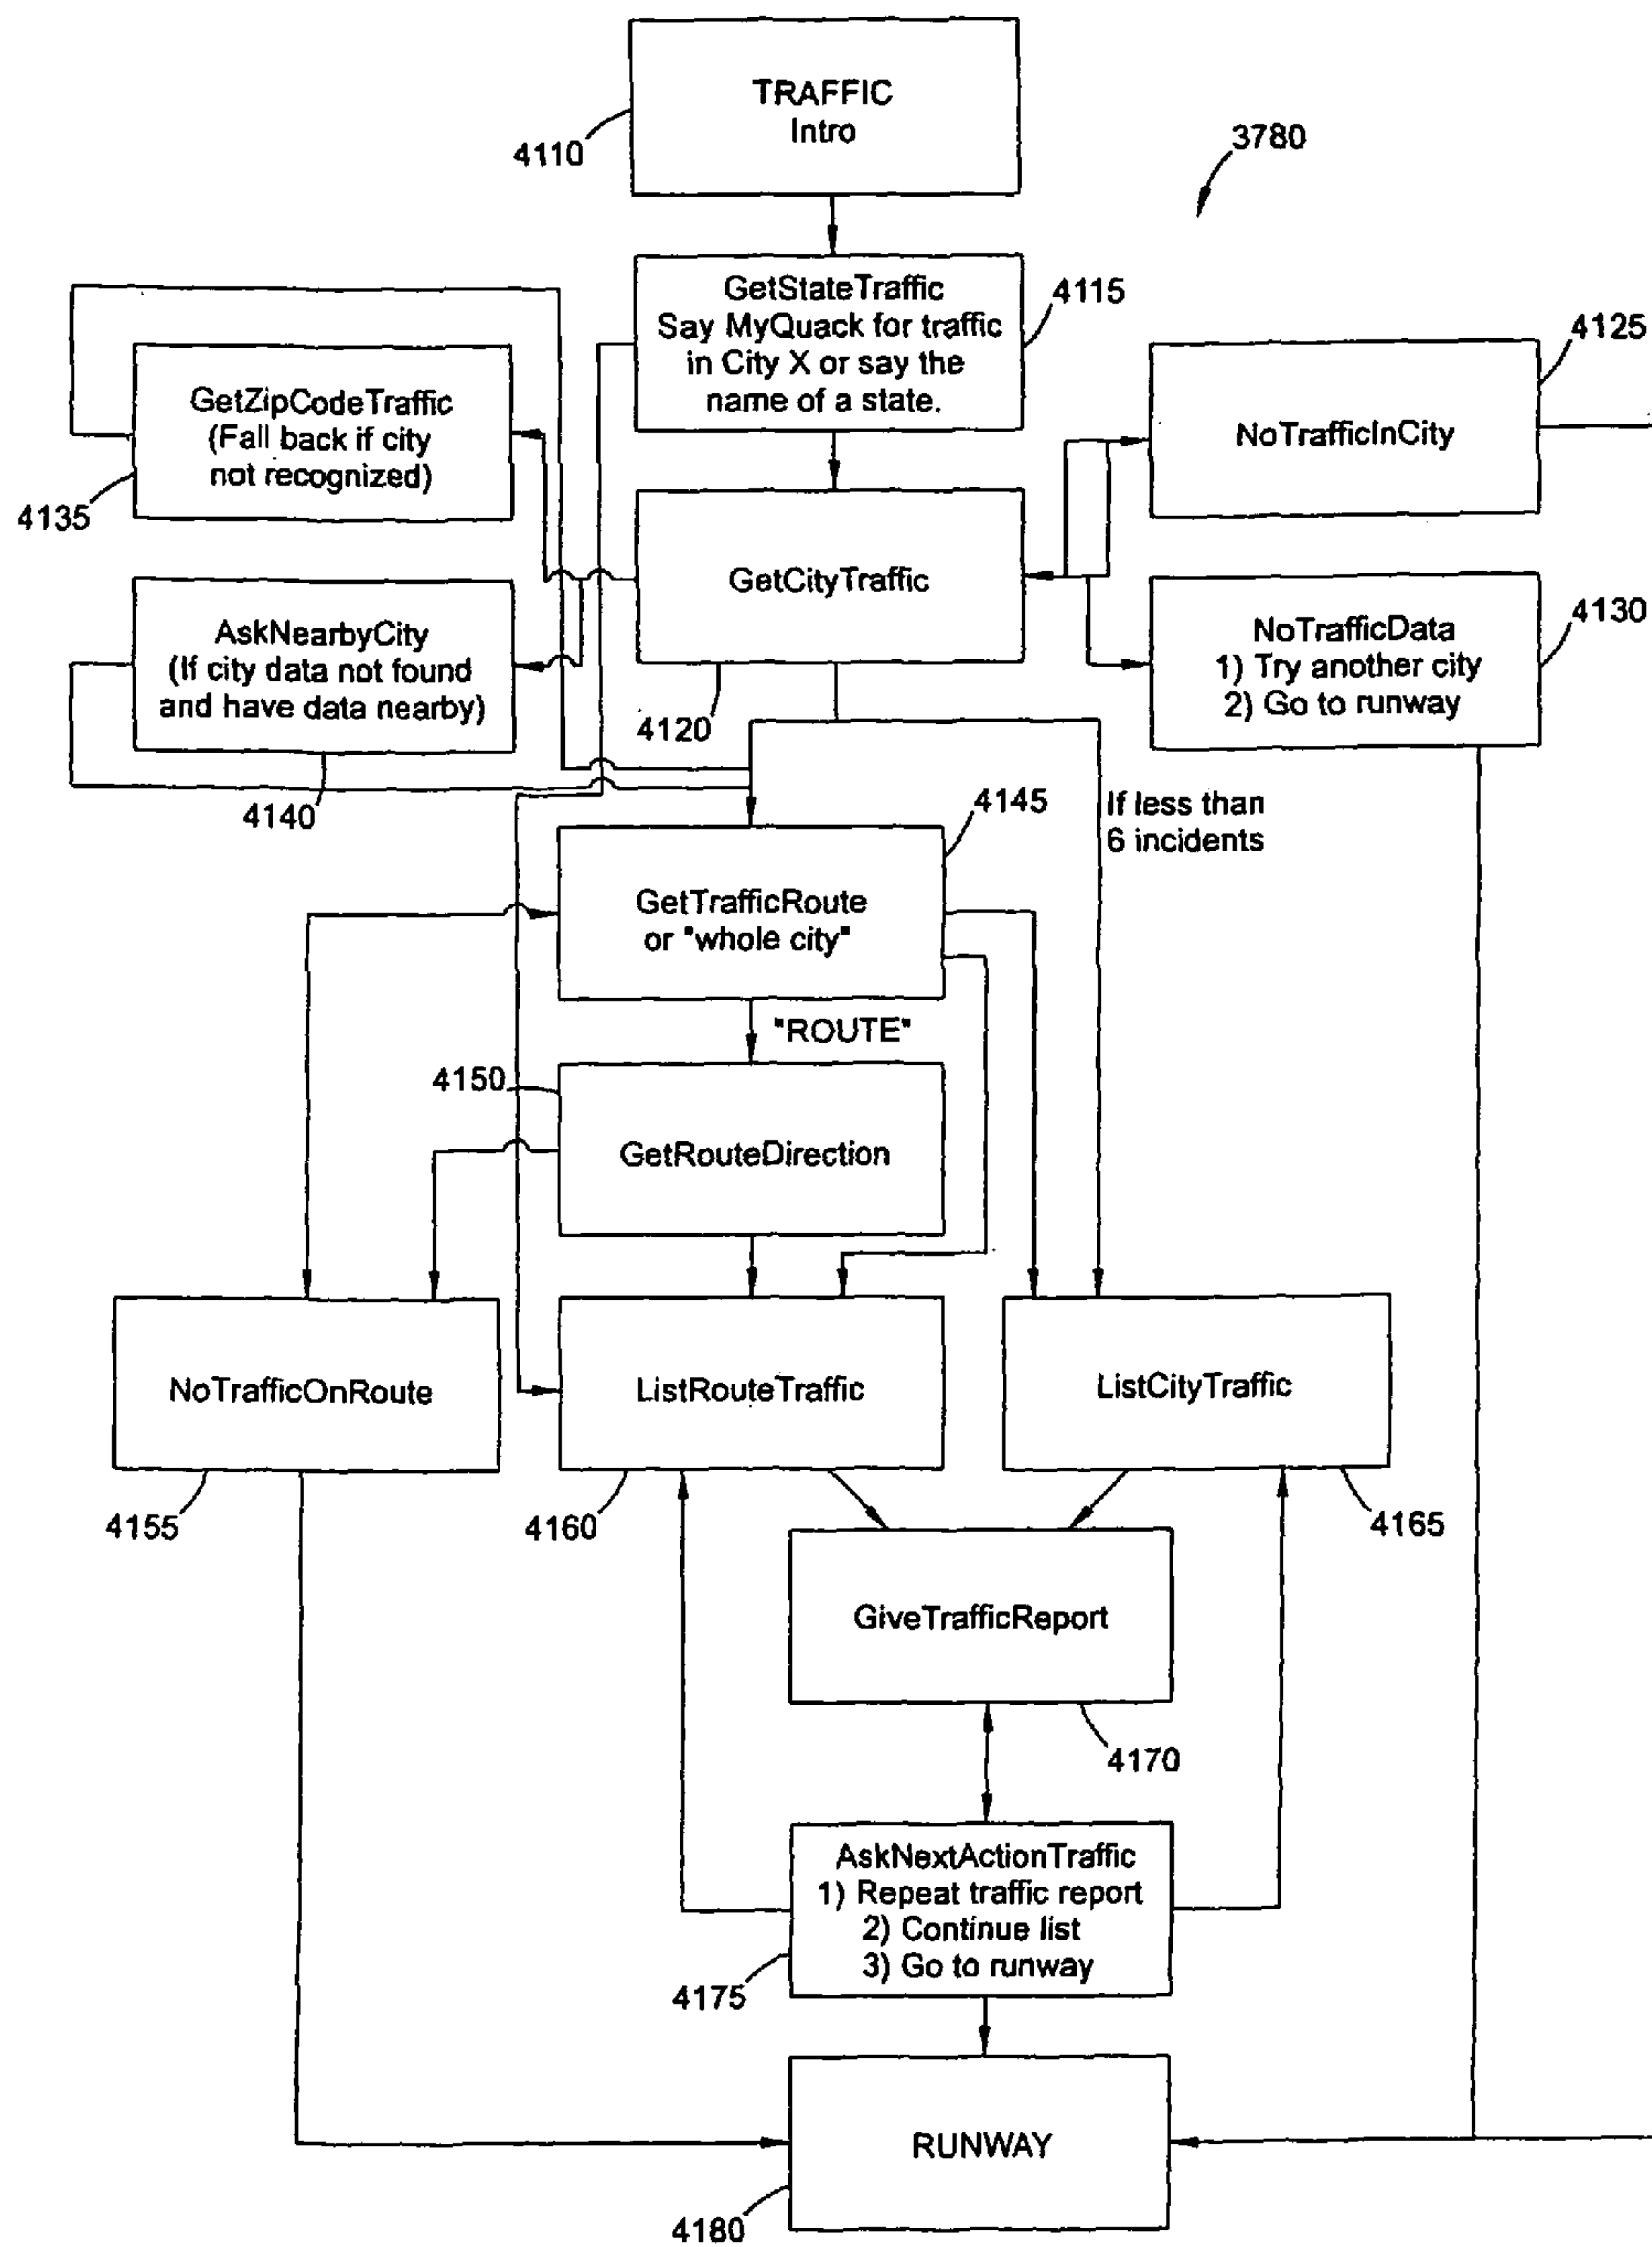 TRAFFIC
Intro
4110
3780
GetStateTraffic
Say MyQuack for traffic
in City X or say the
name of a state.
4115
4125
GetZipCodeTraffic
(Fall back if city
not recognized)
4135
NoTrafficInCity
GetCityTraffic
4120
AskNearbyCity
(If city data not found
and have data nearby)
4140
NoTrafficData
1) Try another city
2) Go to runway
4130
4145
If less than
6 incidents
GetTrafficRoute
or "whole city"
"ROUTE"
4150
GetRouteDirection
NoTrafficOnRoute
ListRouteTraffic
ListCityTraffic
4155
4160
4165
GiveTrafficReport
4170
AskNextActionTraffic
1) Repeat traffic report
2) Continue list
3) Go to runway
4175
RUNWAY
4180